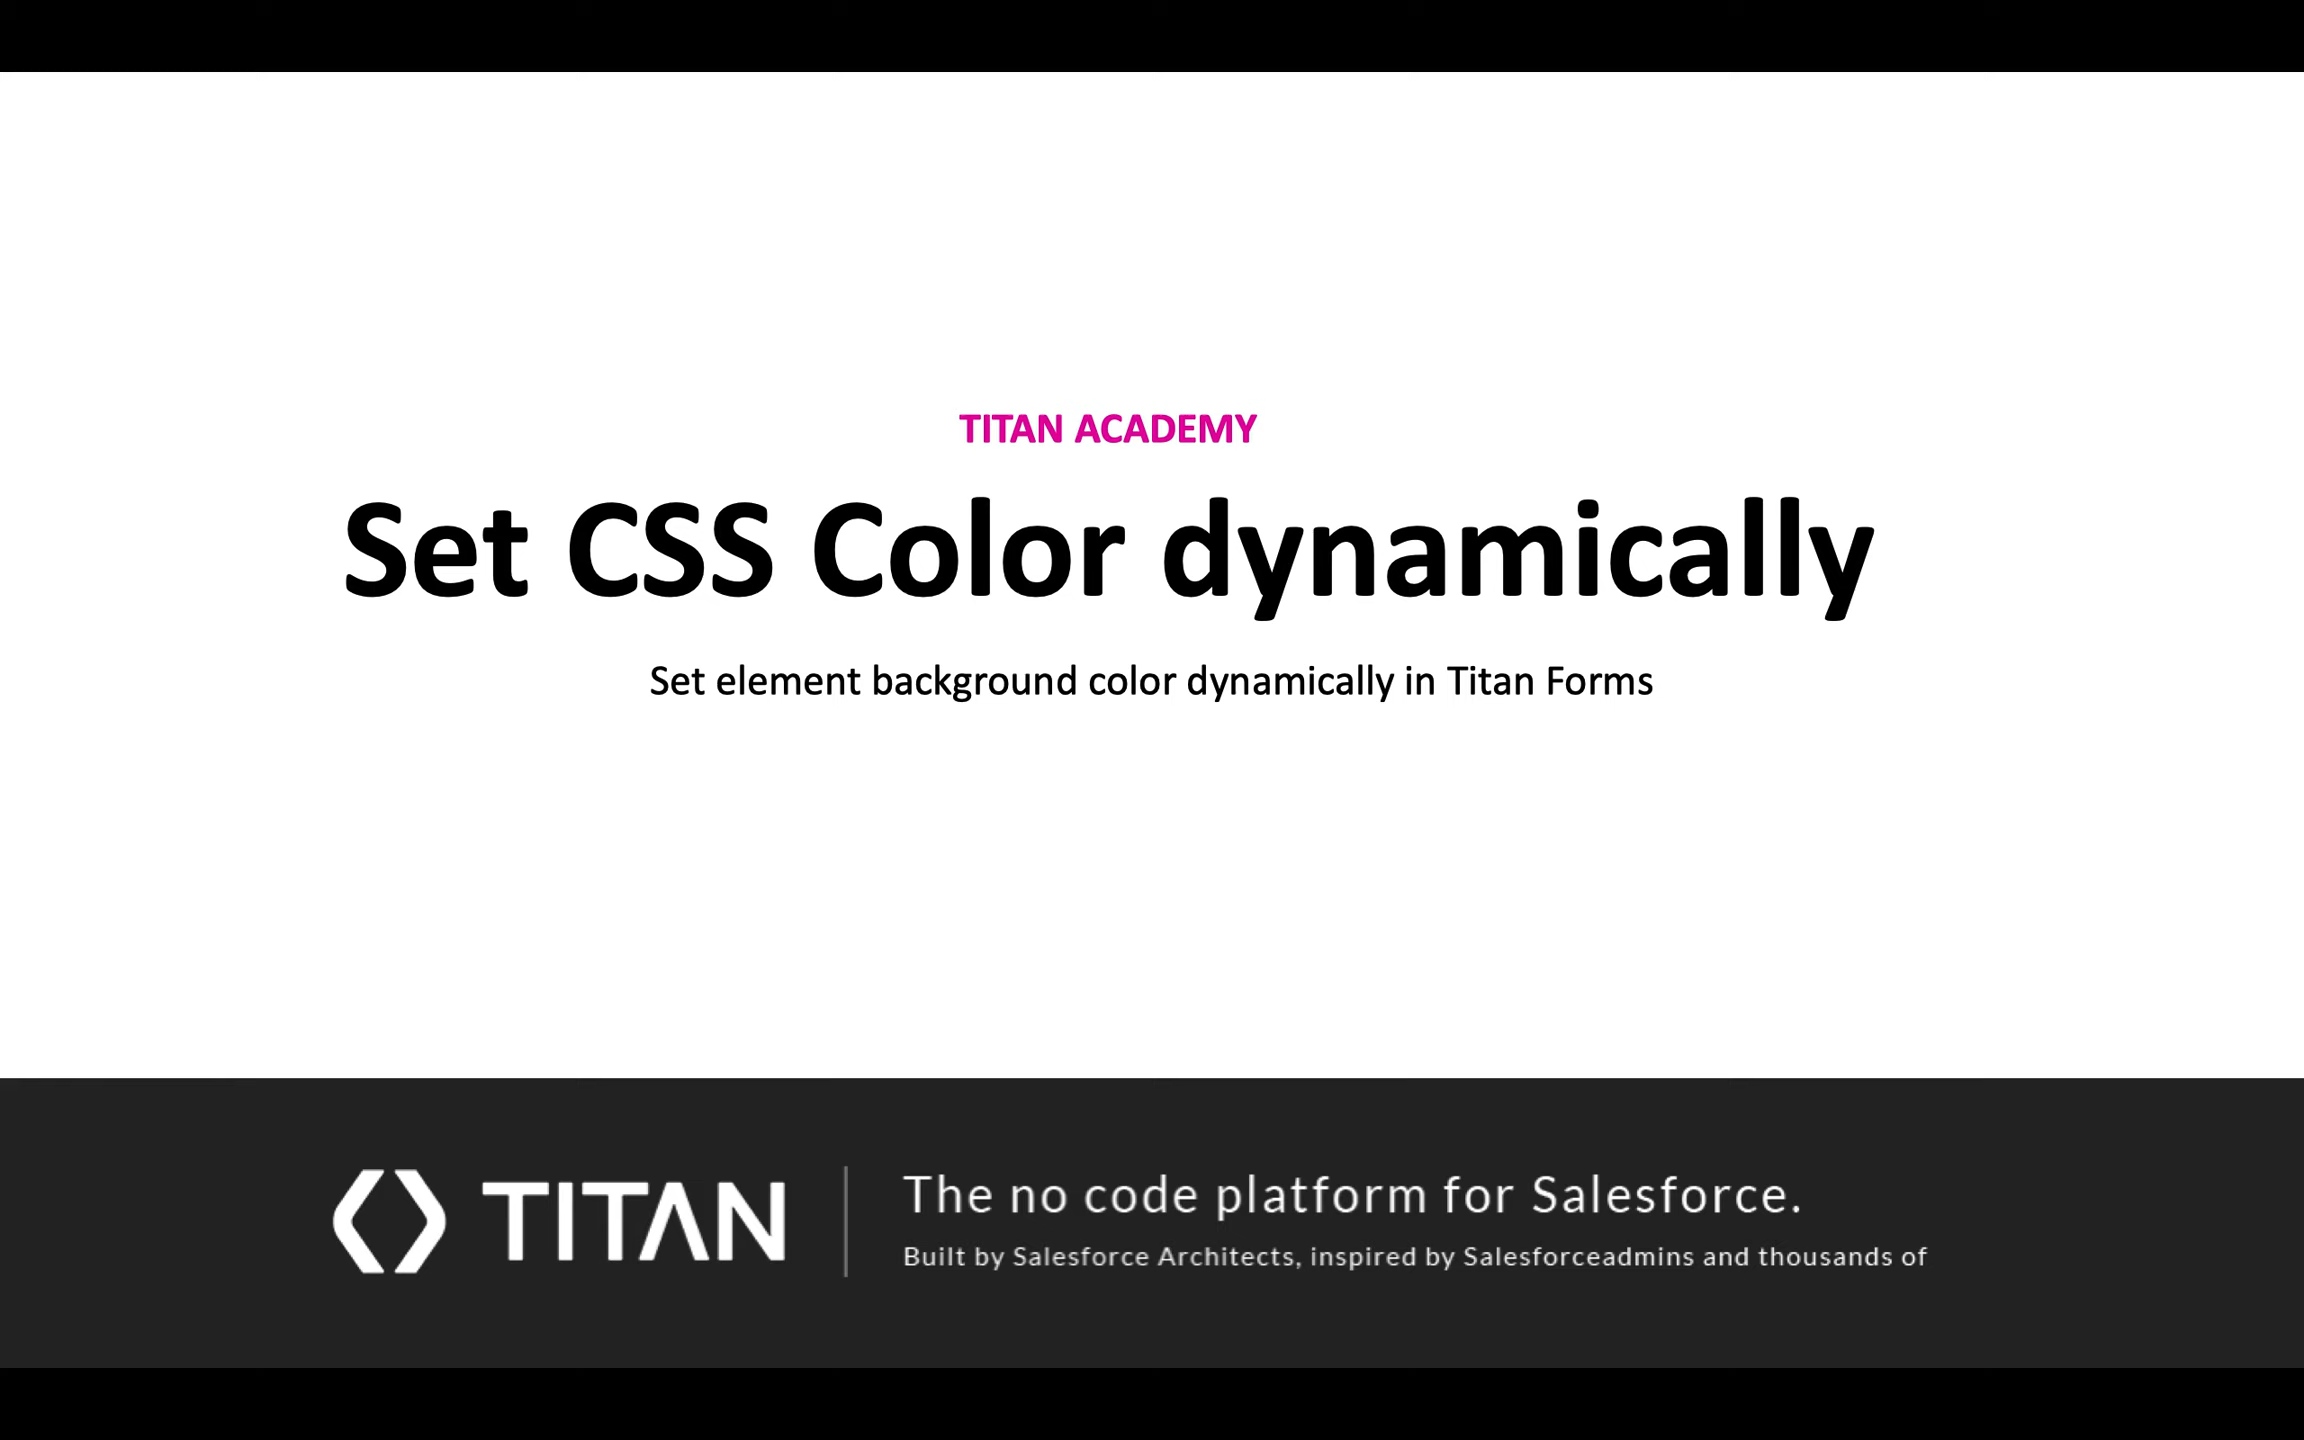 TITAN ACADEMY
Set CSS Color dynamically
Set element background color dynamically in Titan Forms
TITAN
The no code platform for Salesforce.
Built by Salesforce Architects, inspired by Salesforceadmins and thousands of